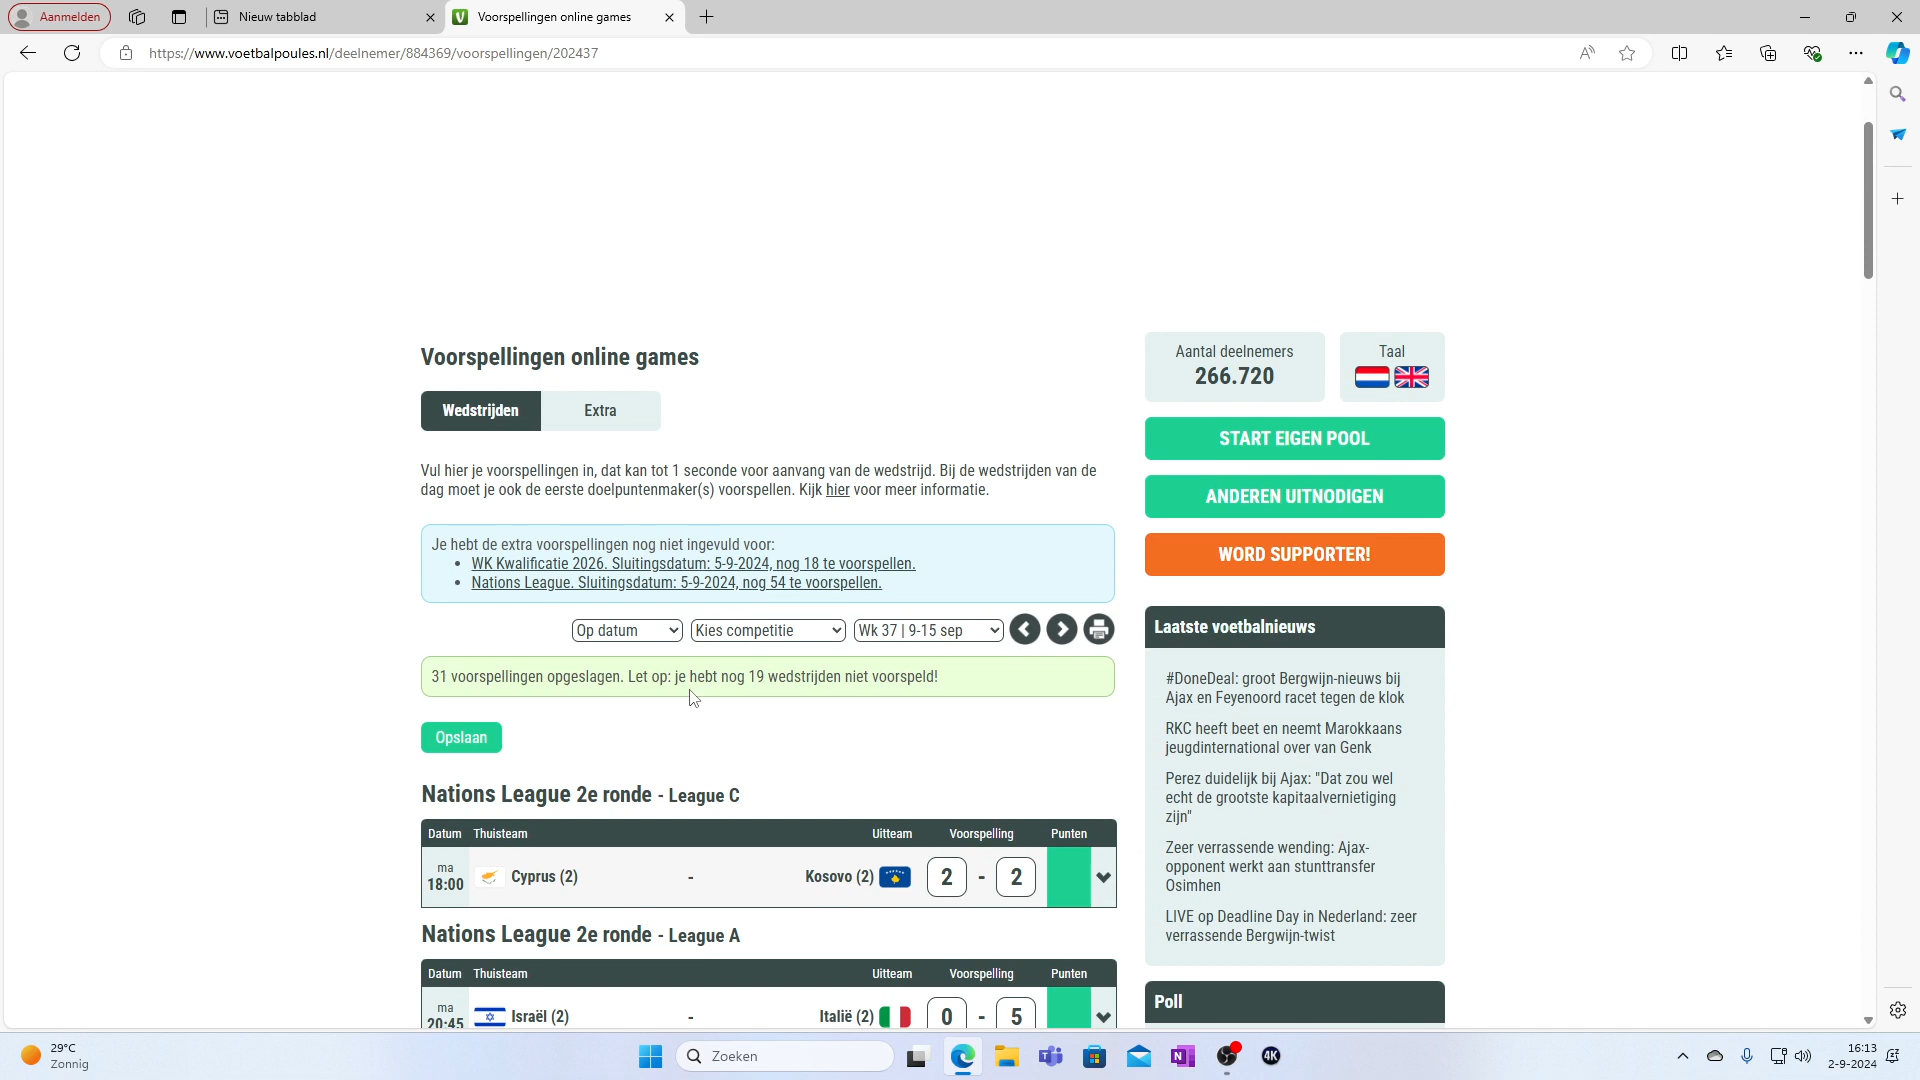 Aanmelden
Nieuw tabblad
Voorspellingen online games
https://www.voetbalpoules.nl/deelnemer/884369/voorspellingen/202437
Voorspellingen online games
Wedstrijden
Extra
Vul hier je voorspellingen in, dat kan tot 1 seconde voor aanvang van de wedstrijd. Bij de wedstrijden van de
dag moet je ook de eerste doelpuntenmaker(s) voorspellen. Kijk hier voor meer informatie.
Je hebt de extra voorspellingen nog niet ingevuld voor:
• WK Kwalificatie 2026. Sluitingsdatum: 5-9-2024, nog 18 te voorspellen.
• Nations League. Sluitingsdatum: 5-9-2024, nog 54 te voorspellen.
Op datum
Kies competitie
Wk 37 | 9-15 sep
31 voorspellingen opgeslagen. Let op: je hebt nog 19 wedstrijden niet voorspeld!
Opslaan
Nations League 2e ronde - League C
Datum Thuisteam Uitteam Voorspelling Punten
ma
18:00 Cyprus (2) - Kosovo (2) 2 - 2
Nations League 2e ronde - League A
Datum Thuisteam Uitteam Voorspelling Punten
ma
20:45 Israël (2) - Italië (2) 0 - 5
Aantal deelnemers
266.720
Taal
START EIGEN POOL
ANDEREN UITNODIGEN
WORD SUPPORTER!
Laatste voetbalnieuws
#DoneDeal: groot Bergwijn-nieuws bij
Ajax en Feyenoord racet tegen de klok
RKC heeft beet en neemt Marokkaans
jeugdinternational over van Genk
Perez duidelijk bij Ajax: "Dat zou wel
echt de grootste kapitaalvernietiging
zijn"
Zeer verrassende wending: Ajax-
opponent werkt aan stunttransfer
Osimhen
LIVE op Deadline Day in Nederland: zeer
verrassende Bergwijn-twist
Poll
29°C
Zonnig
Zoeken
4K
16:13
2-9-2024